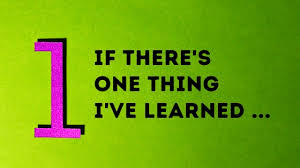 1
IF THERE'S
ONE THING
I'VE LEARNED ...